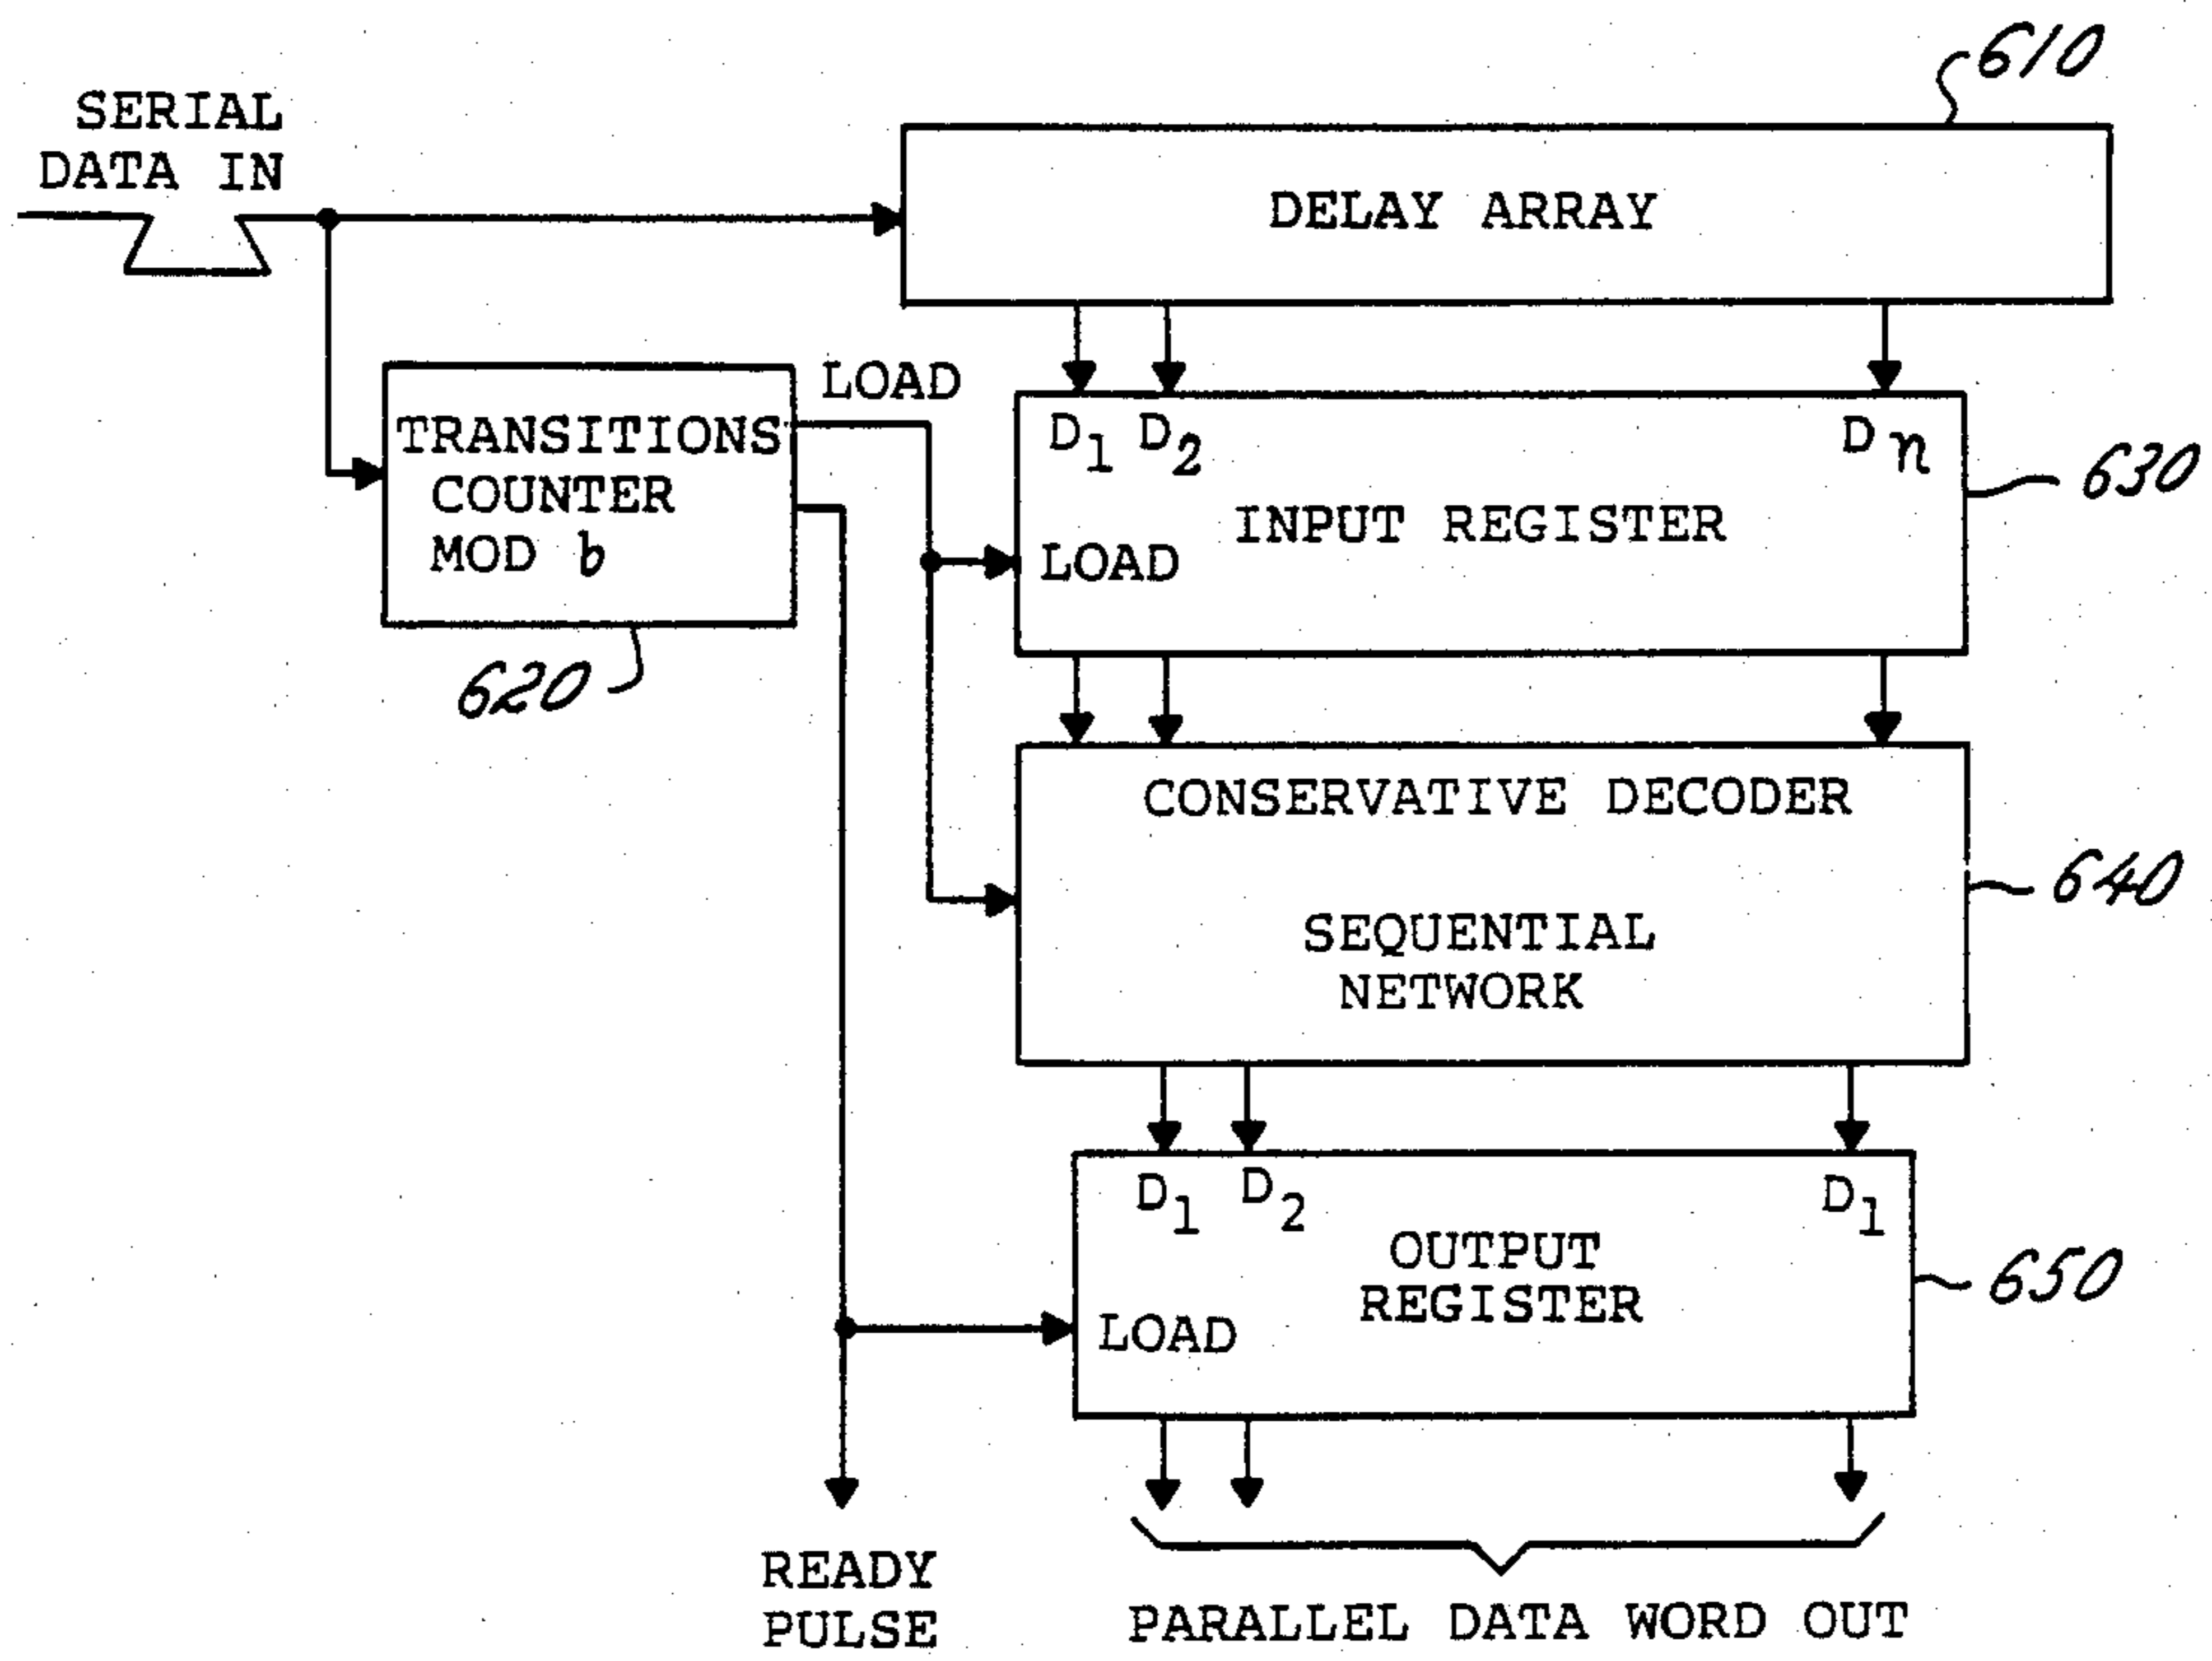 610
SERIAL
DATA IN
DELAY ARRAY
LOAD
TRANSITIONS
COUNTER
MOD b
620
D1 D2 Dn
630
INPUT REGISTER
LOAD
CONSERVATIVE DECODER
640
SEQUENTIAL
NETWORK
D1 D2 D1
OUTPUT
REGISTER
650
LOAD
READY
PULSE
PARALLEL DATA WORD OUT